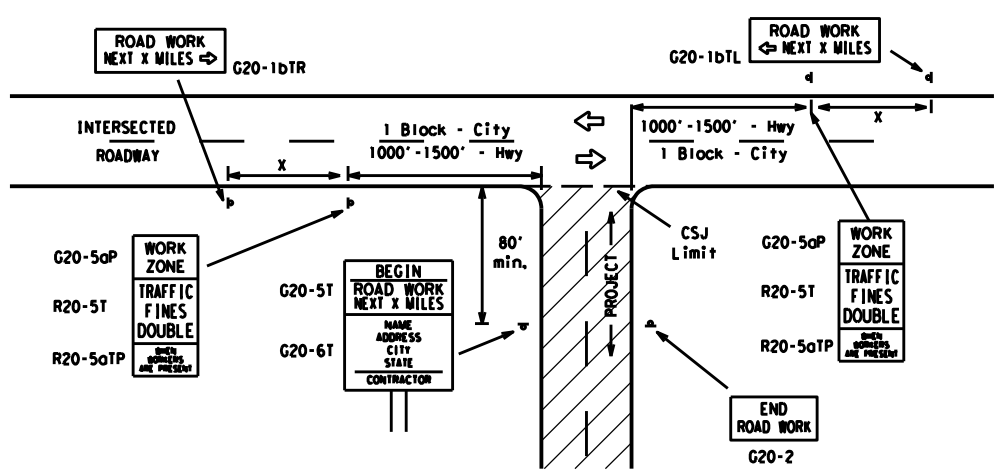 ROAD WORK
NEXT X MILES ⇨
G20-1bTR
ROAD WORK
⇦ NEXT X MILES
G20-1bTL
INTERSECTED
ROADWAY
1 Block - City
1000' -1500' - Hwy
X
1000' -1500' - Hwy
1 Block - City
X
80'
min.
CSJ
Limit
PROJECT
G20-5aP
WORK
ZONE
R20-5T
TRAFFIC
FINES
DOUBLE
R20-5aTP
WHEN
WORKERS
ARE PRESENT
G20-5T
BEGIN
ROAD WORK
NEXT X MILES
G20-6T
NAME
ADDRESS
CITY
STATE
CONTRACTOR
G20-5aP
WORK
ZONE
R20-5T
TRAFFIC
FINES
DOUBLE
R20-5aTP
WHEN
WORKERS
ARE PRESENT
END
ROAD WORK
G20-2